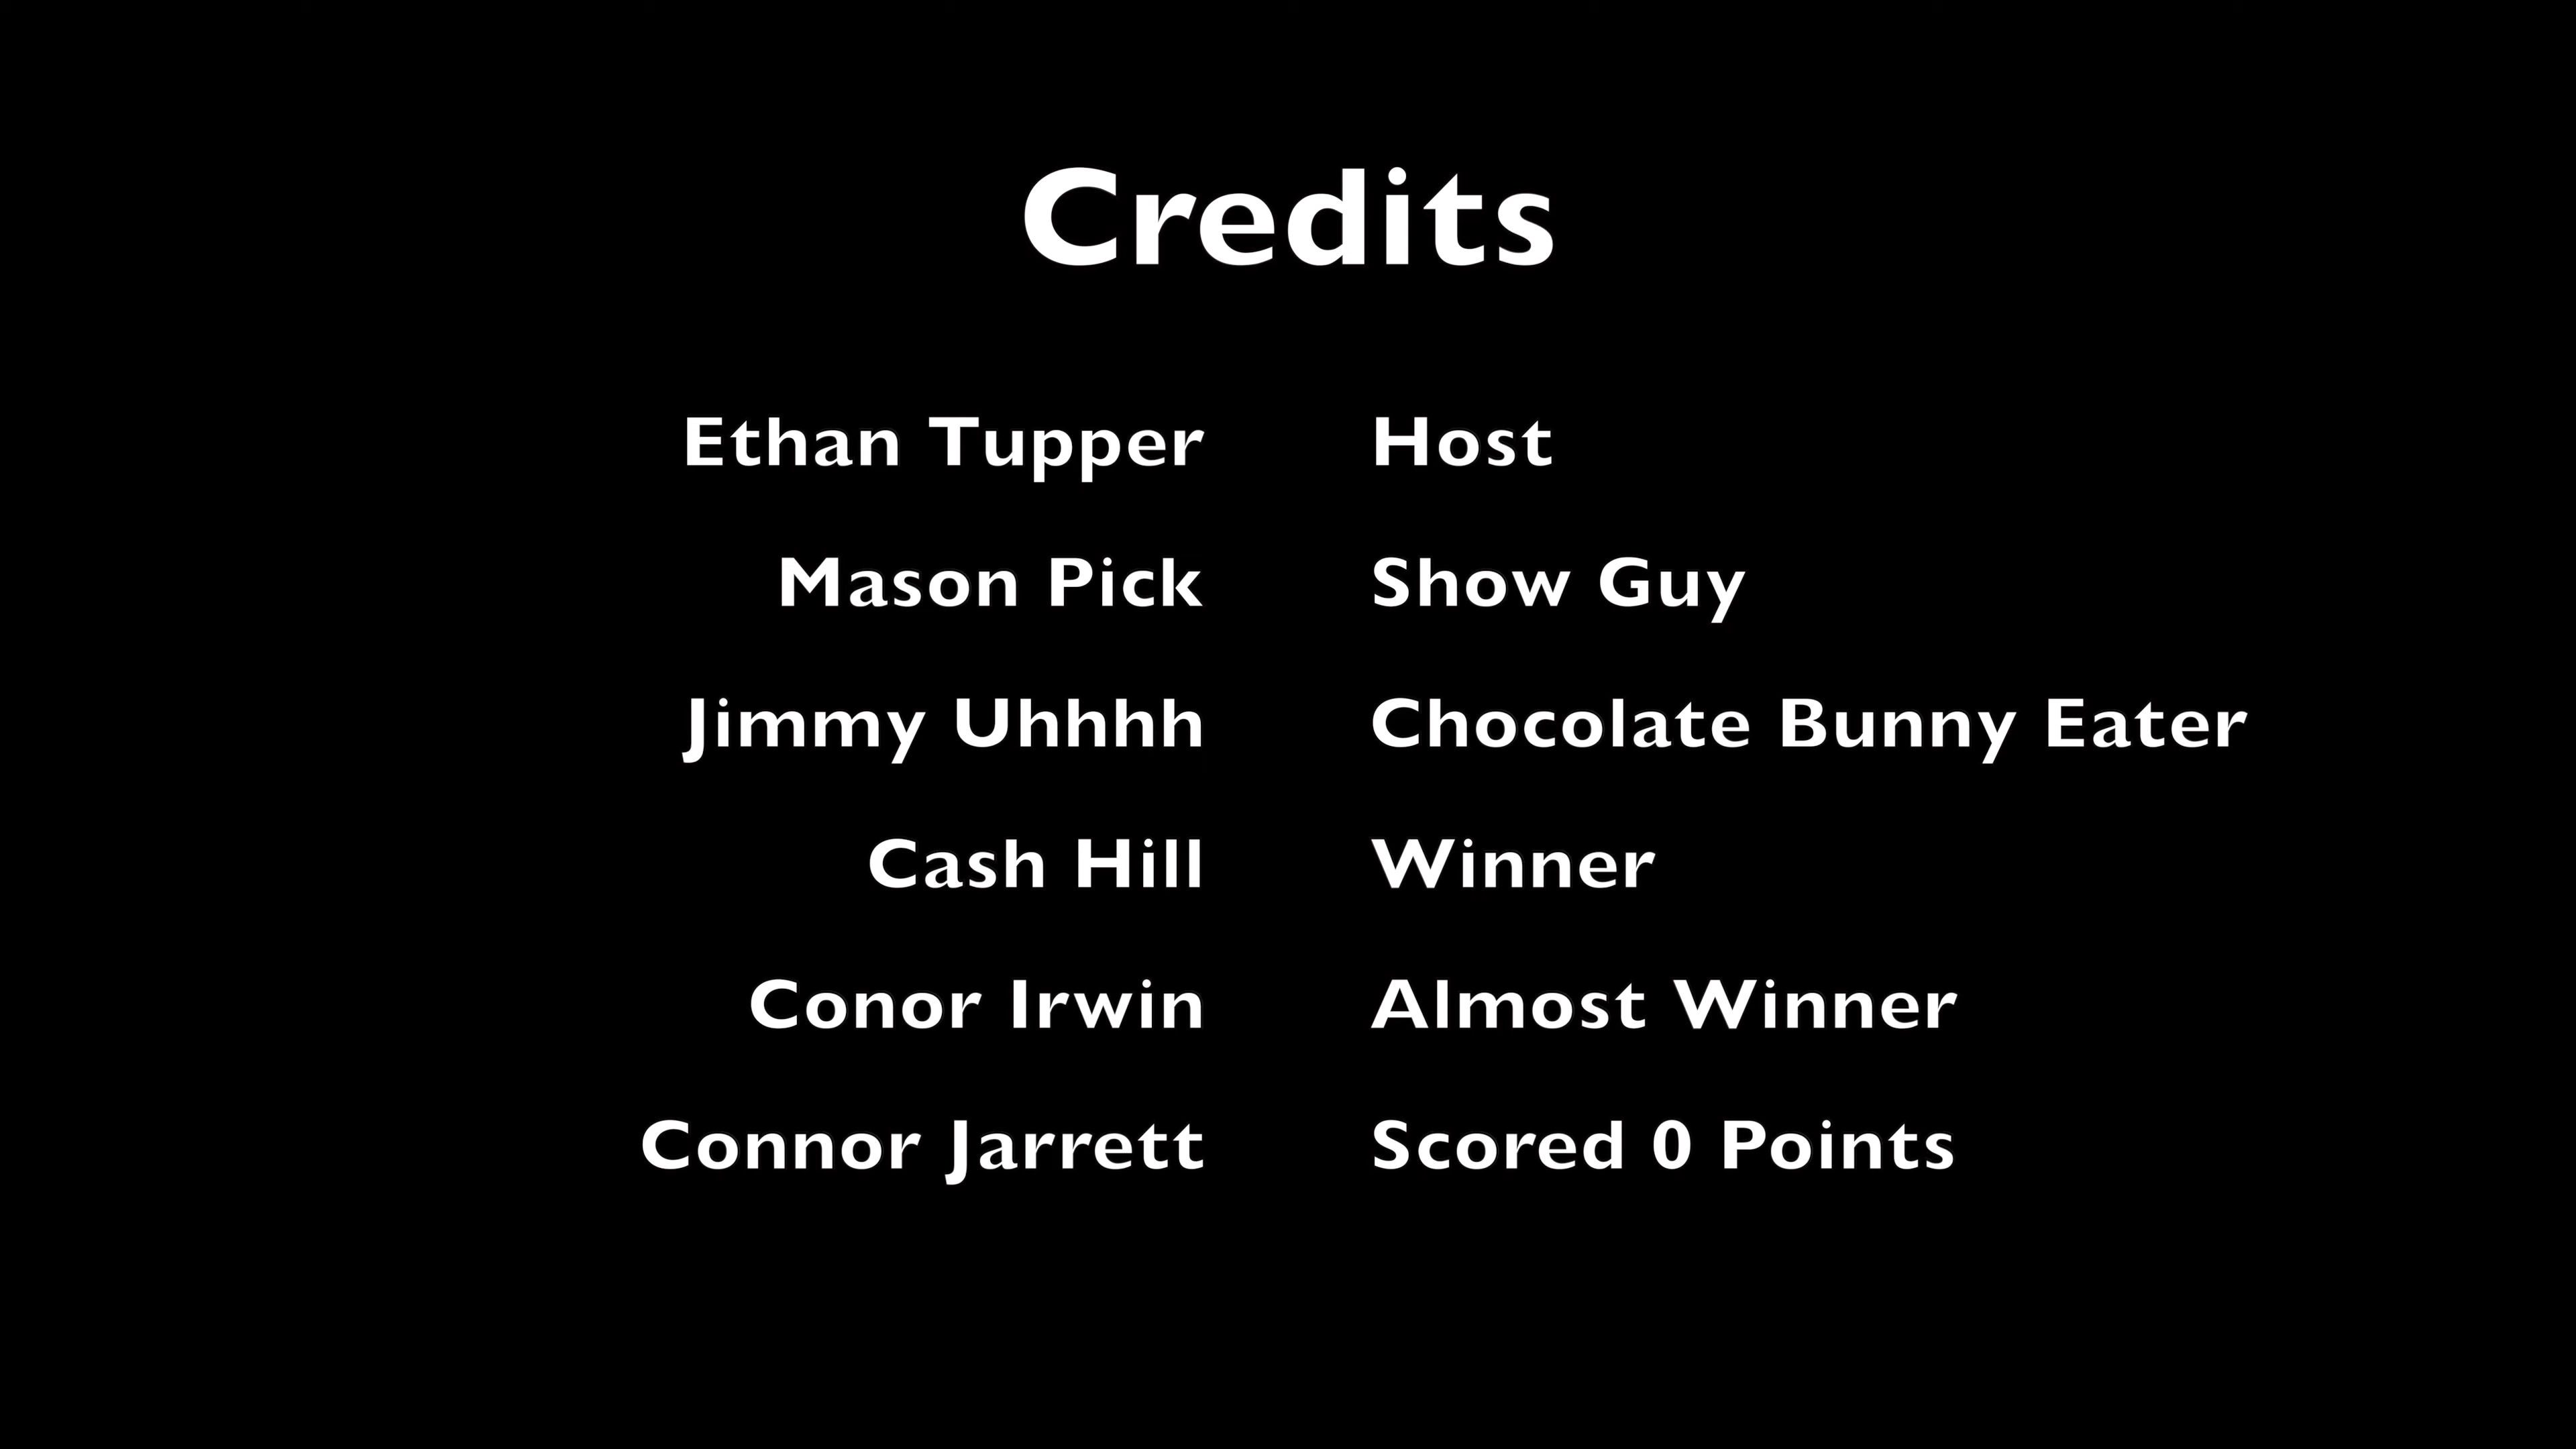 Credits
Ethan Tupper Host
Mason Pick Show Guy
Jimmy Uhhhh Chocolate Bunny Eater
Cash Hill Winner
Conor Irwin Almost Winner
Connor Jarrett Scored 0 Points